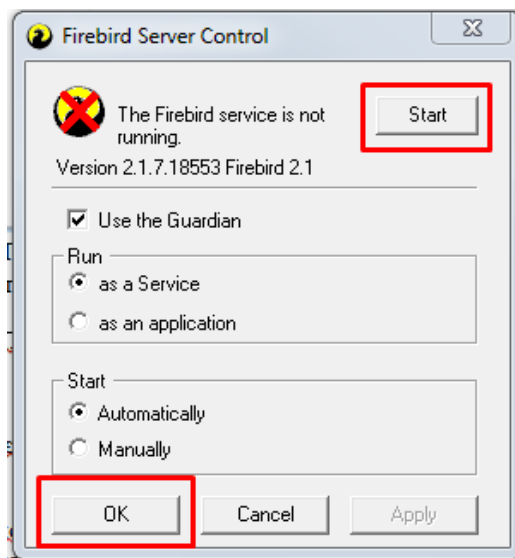 Firebird Server Control
The Firebird service is not
running.
Start
Version 2.1.7.18553 Firebird 2.1
Use the Guardian
Run
as a Service
as an application
Start
Automatically
Manually
OK
Cancel
Apply